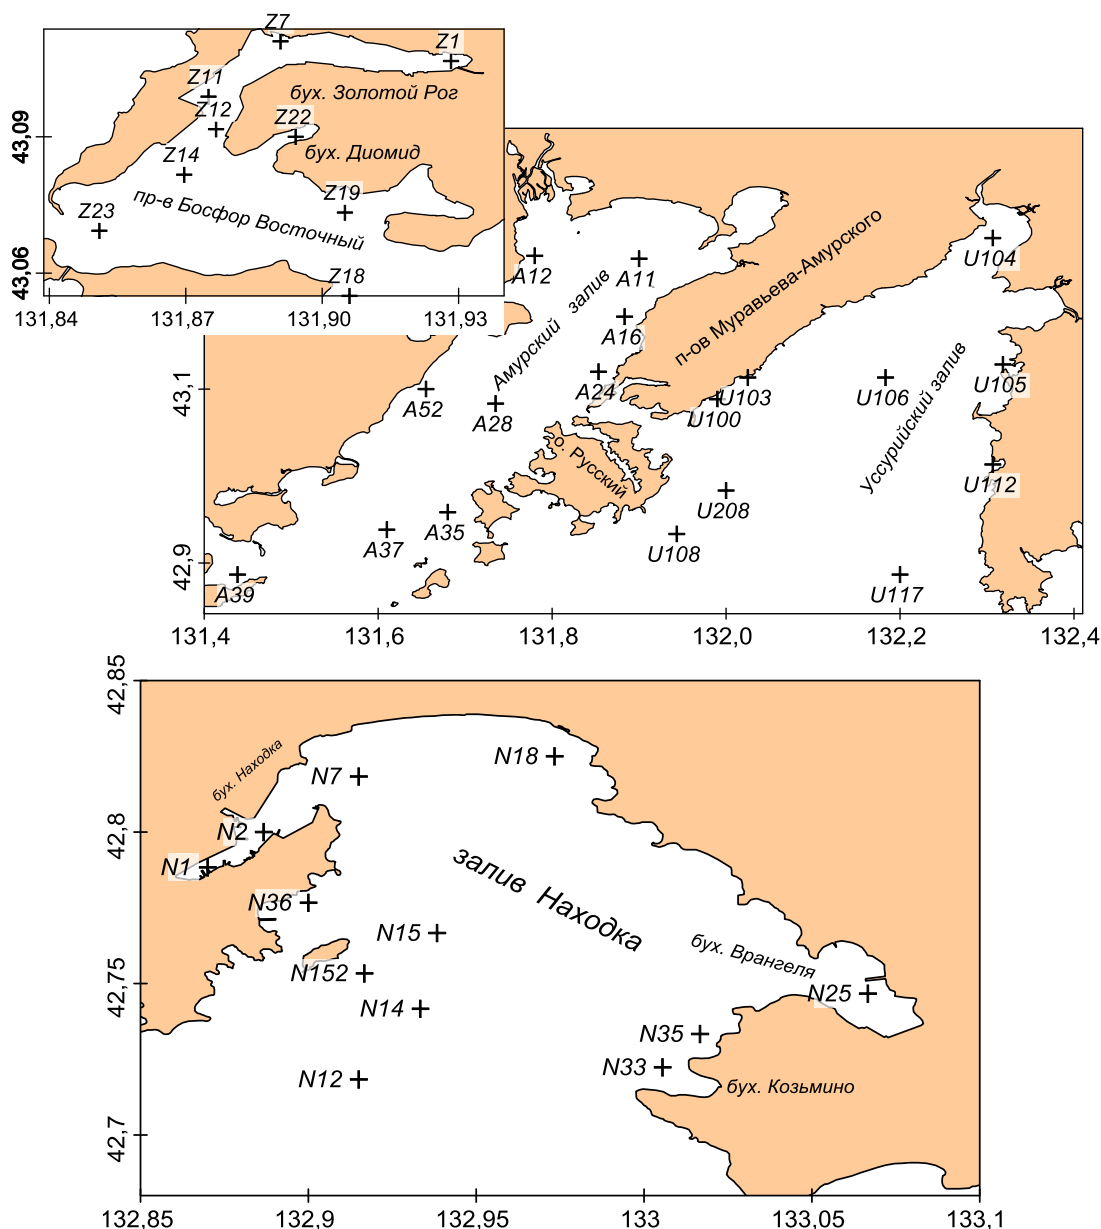 Z7
Z1
Z11
бух. Золотой Рог
Z12
Z22
43,09
бух. Диомид
Z14
Z19
пр-в Босфор Восточный
Z23
43,06
Z18
131,84
131,87
131,90
131,93
A12
A11
U104
Амурский залив
п-ов Муравьева-Амурского
A16
Уссурийский залив
43,1
A52
A28
A24
U103
U100
U106
U105
о. Русский
U112
U208
A35
A37
U108
42,9
A39
U117
131,4
131,6
131,8
132,0
132,2
132,4
42,85
N18
бух. Находка
N7
42,8
N2
N1
залив Находка
N36
N15
бух. Врангеля
N152
42,75
N25
N14
N35
N33
N12
бух. Козьмино
42,7
132,85
132,9
132,95
133
133,05
133,1